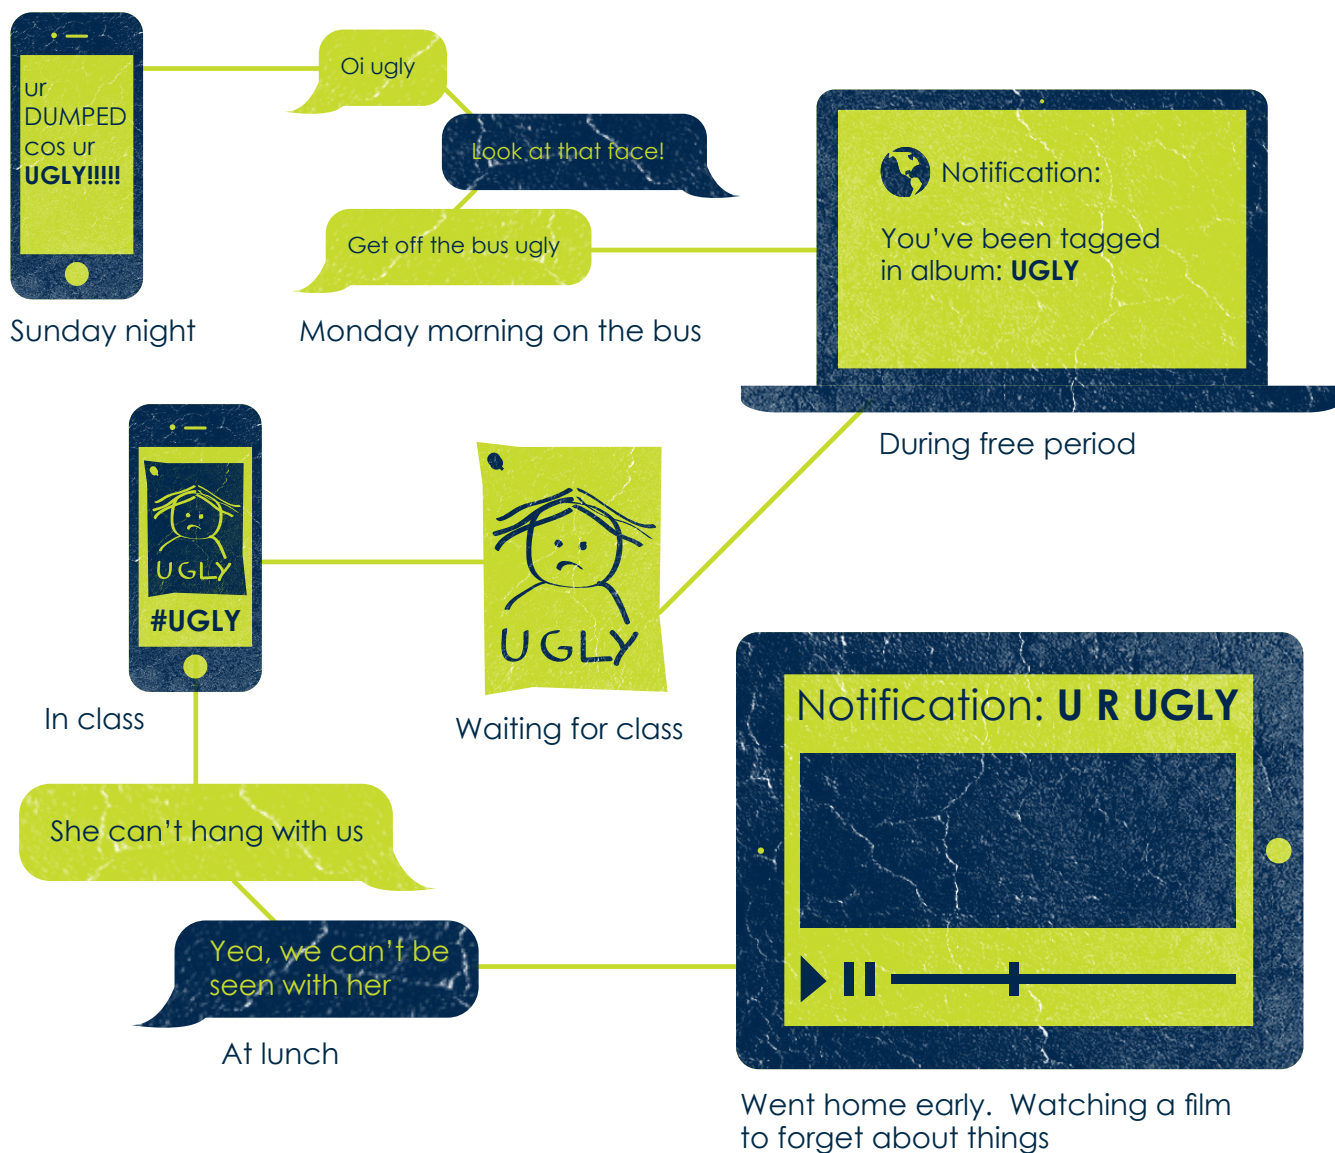 ur
DUMPED
cos ur
UGLY!!!!!
Sunday night
Oi ugly
Look at that face!
Get off the bus ugly
Monday morning on the bus
Notification:
You've been tagged
in album: UGLY
During free period
UGLY
Waiting for class
UGLY
#UGLY
In class
She can't hang with us
Yea, we can't be
seen with her
At lunch
Notification: U R UGLY
Went home early.  Watching a film
to forget about things